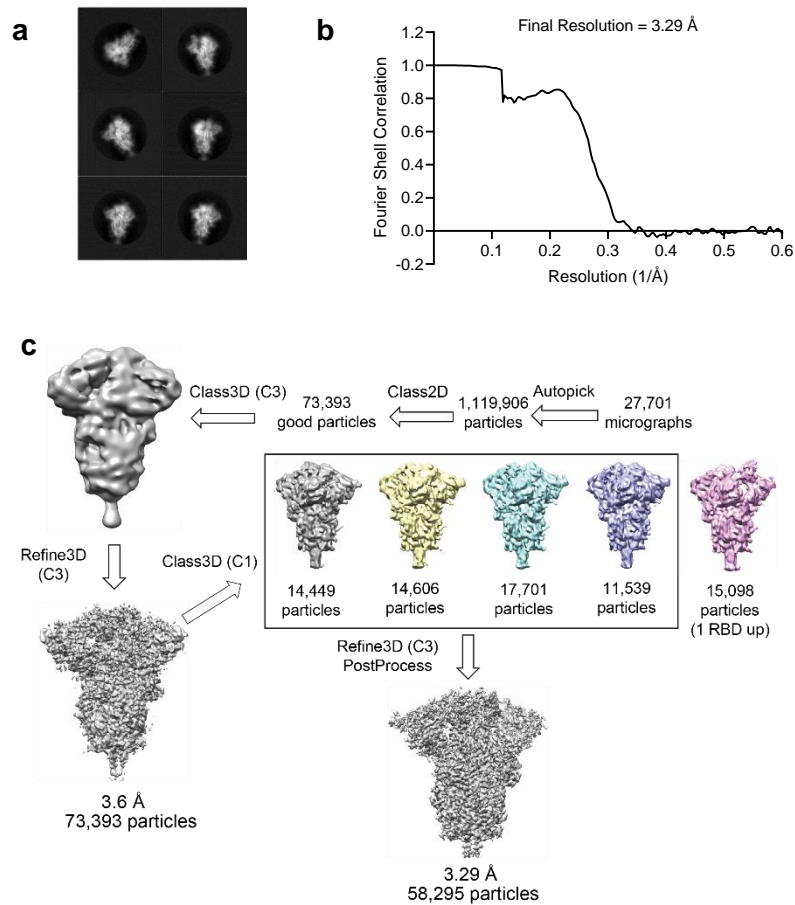 a
b
Final Resolution = 3.29 Å
Fourier Shell Correlation
1.2
1.0
0.8
0.6
0.4
0.2
0.0
-0.2
0.1
0.2
0.3
0.4
0.5
0.6
Resolution (1/Å)
c
Class3D (C3)
73,393
good particles
Class2D
1,119,906
particles
Autopick
27,701
micrographs
Refine3D
(C3)
Class3D (C1)
14,449
particles
14,606
particles
17,701
particles
11,539
particles
15,098
particles
(1 RBD up)
Refine3D (C3)
PostProcess
3.6 Å
73,393 particles
3.29 Å
58,295 particles